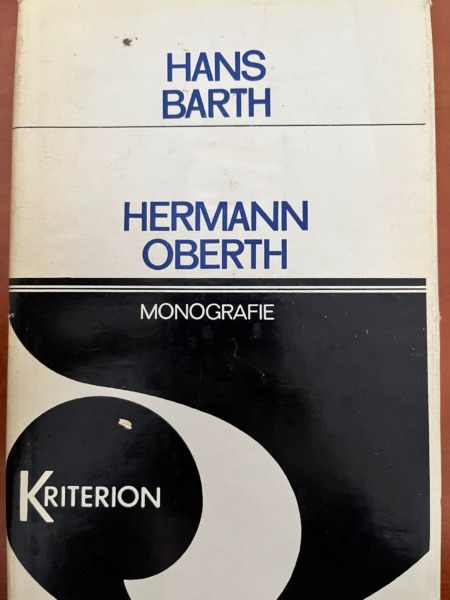 HANS
BARTH
HERMANN
OBERTH
MONOGRAFIE
KRITERION